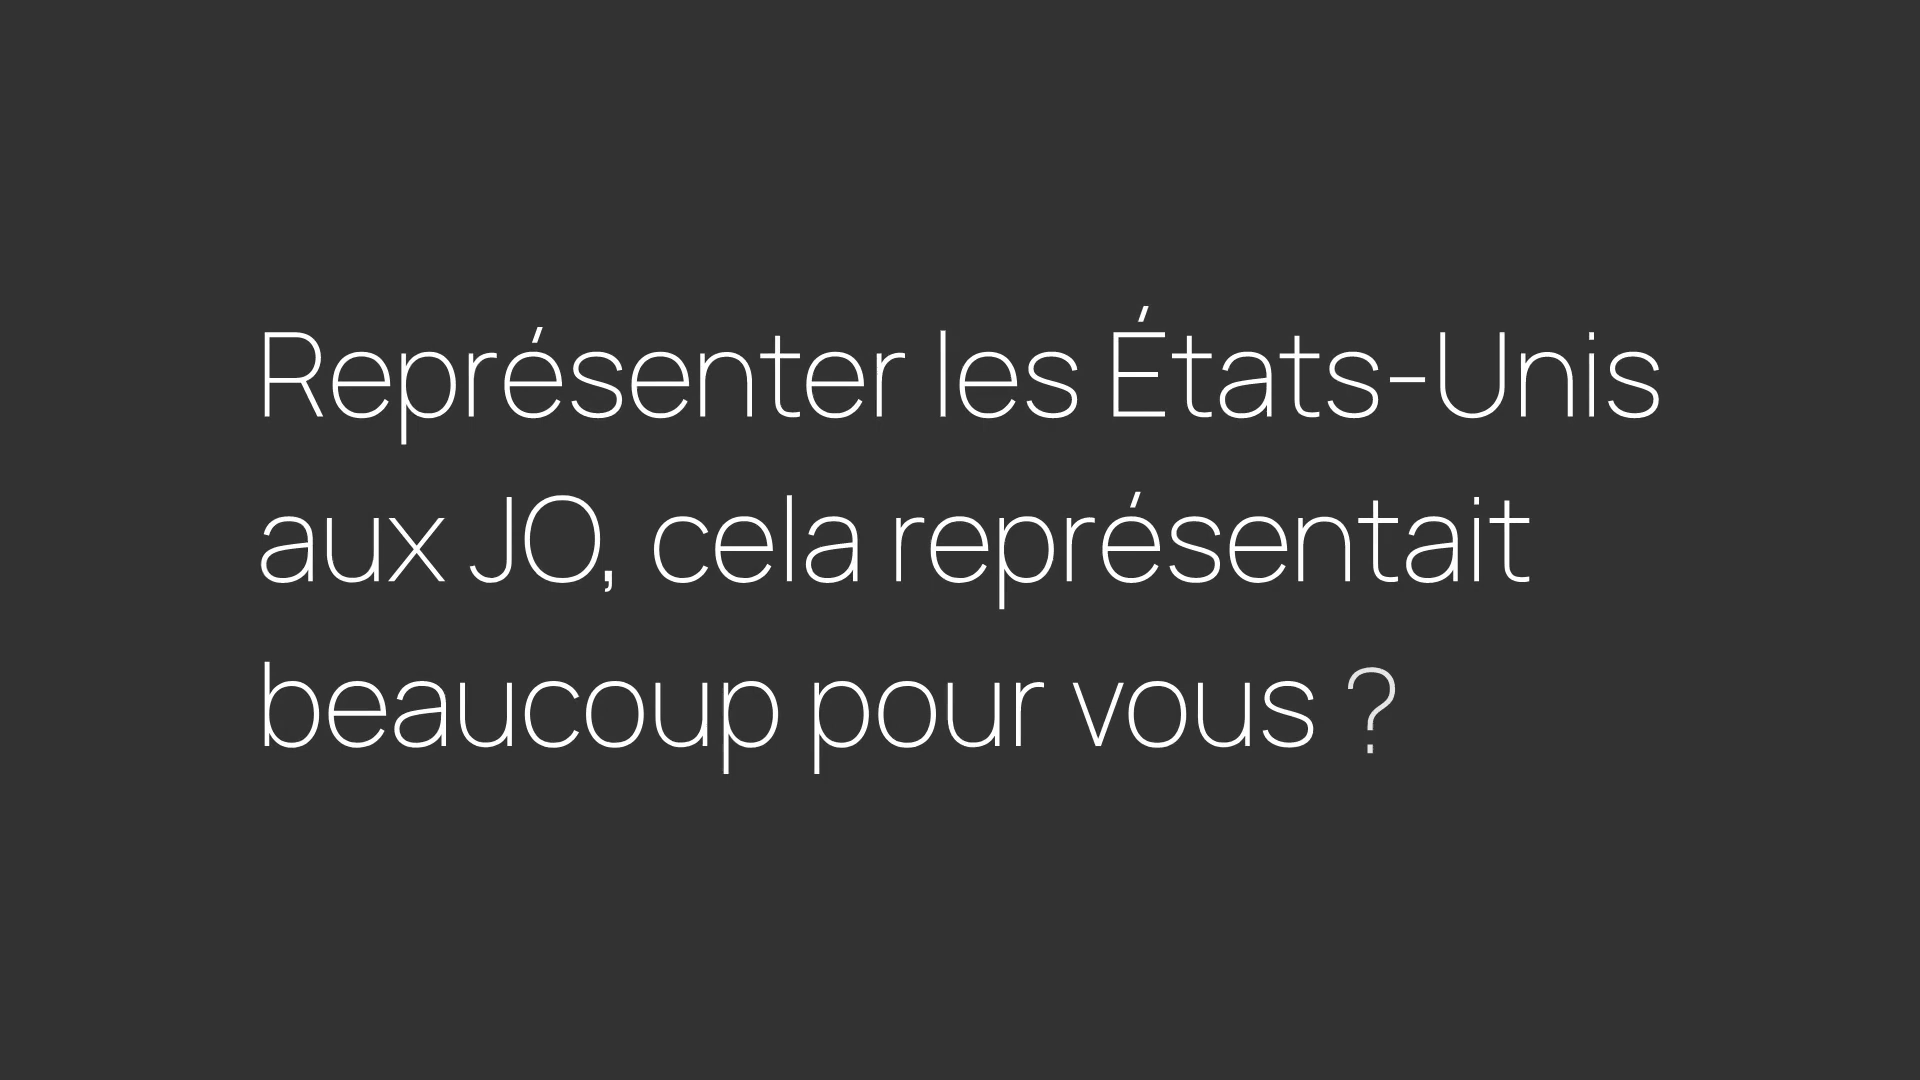 Représenter les États-Unis
aux JO, cela représentait
beaucoup pour vous ?